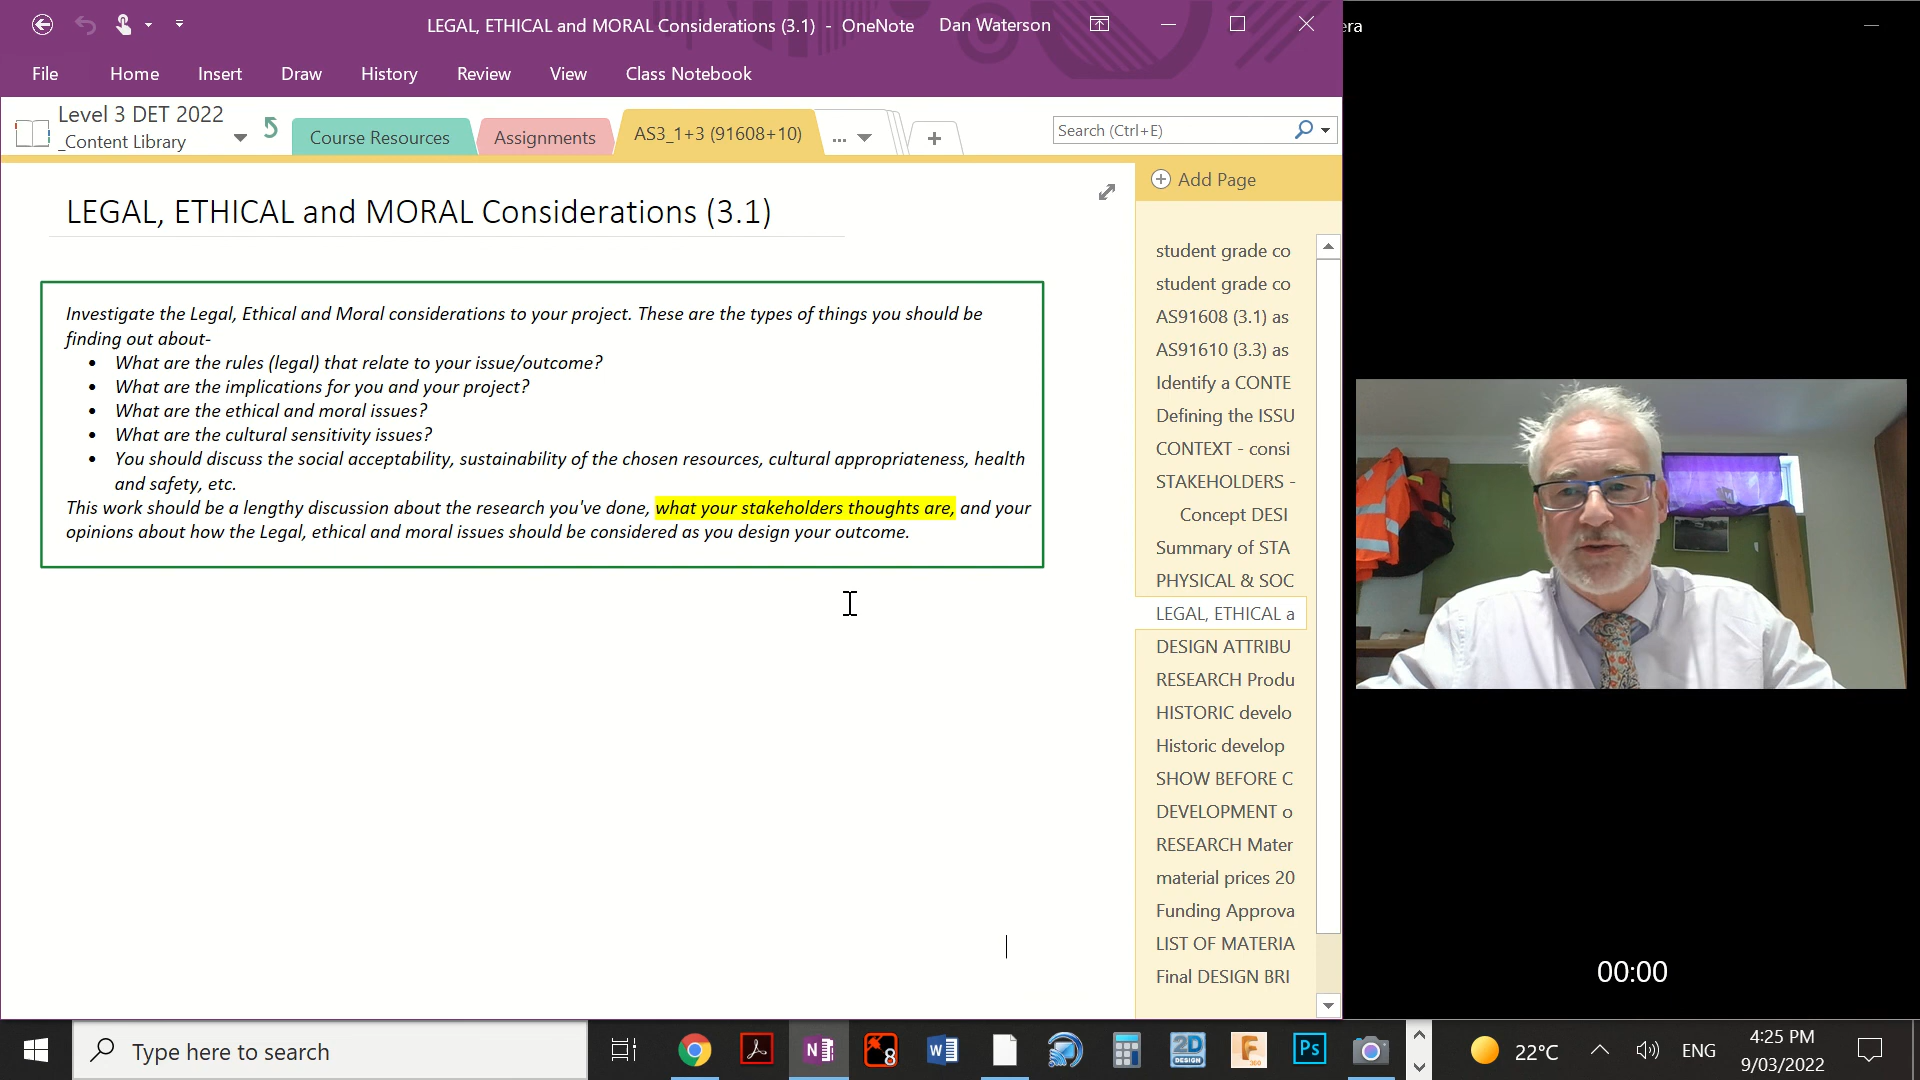 LEGAL, ETHICAL and MORAL Considerations (3.1) - OneNote
Dan Waterson
era
File
Home
Insert
Draw
History
Review
View
Class Notebook
Level 3 DET 2022
_Content Library
Course Resources
Assignments
AS3_1+3 (91608+10)
...
+
Search (Ctrl+E)
LEGAL, ETHICAL and MORAL Considerations (3.1)
Investigate the Legal, Ethical and Moral considerations to your project. These are the types of things you should be
finding out about-
• What are the rules (legal) that relate to your issue/outcome?
• What are the implications for you and your project?
• What are the ethical and moral issues?
• What are the cultural sensitivity issues?
• You should discuss the social acceptability, sustainability of the chosen resources, cultural appropriateness, health
and safety, etc.
This work should be a lengthy discussion about the research you've done, what your stakeholders thoughts are, and your
opinions about how the Legal, ethical and moral issues should be considered as you design your outcome.
Add Page
student grade co
student grade co
AS91608 (3.1) as
AS91610 (3.3) as
Identify a CONTE
Defining the ISSU
CONTEXT - consi
STAKEHOLDERS -
Concept DESI
Summary of STA
PHYSICAL & SOC
LEGAL, ETHICAL a
DESIGN ATTRIBU
RESEARCH Produ
HISTORIC develo
Historic develop
SHOW BEFORE C
DEVELOPMENT o
RESEARCH Mater
material prices 20
Funding Approva
LIST OF MATERIA
Final DESIGN BRI
00:00
Type here to search
N
8
W
2D
DESIGN
F
360
Ps
22°C
ENG
4:25 PM
9/03/2022